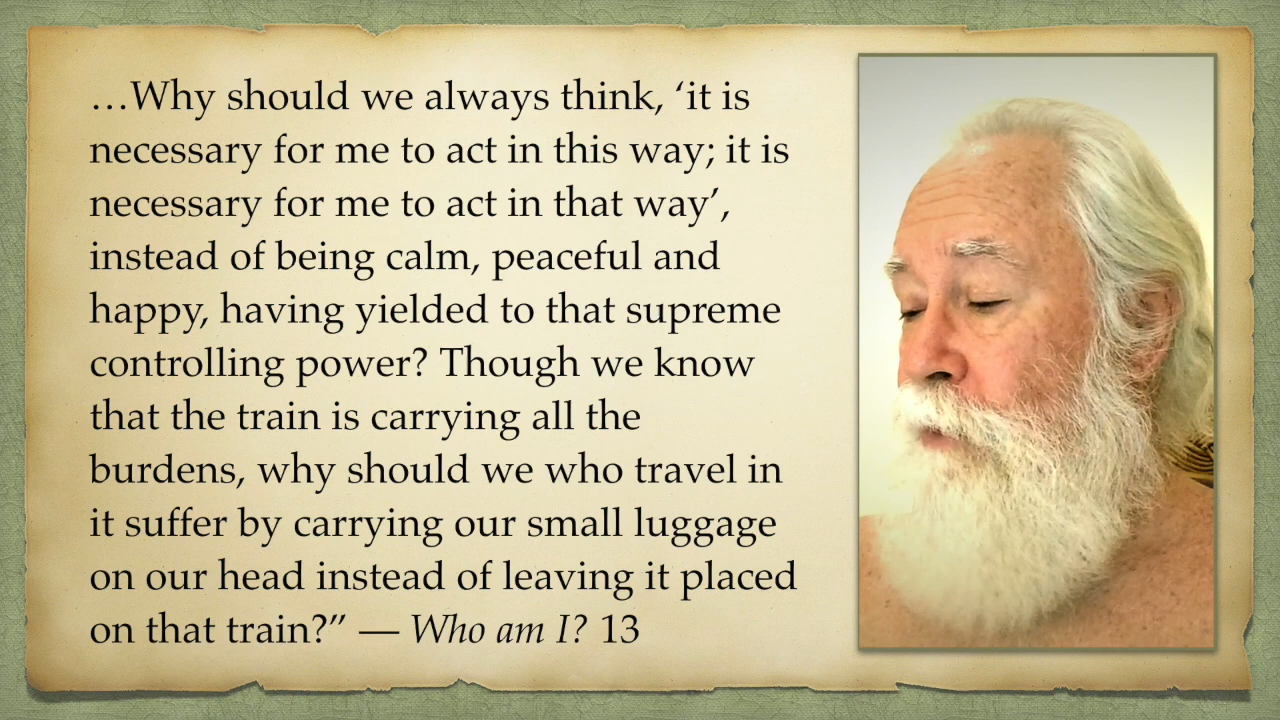 …Why should we always think, ‘it is
necessary for me to act in this way; it is
necessary for me to act in that way’,
instead of being calm, peaceful and
happy, having yielded to that supreme
controlling power? Though we know
that the train is carrying all the
burdens, why should we who travel in
it suffer by carrying our small luggage
on our head instead of leaving it placed
on that train?” — Who am I? 13